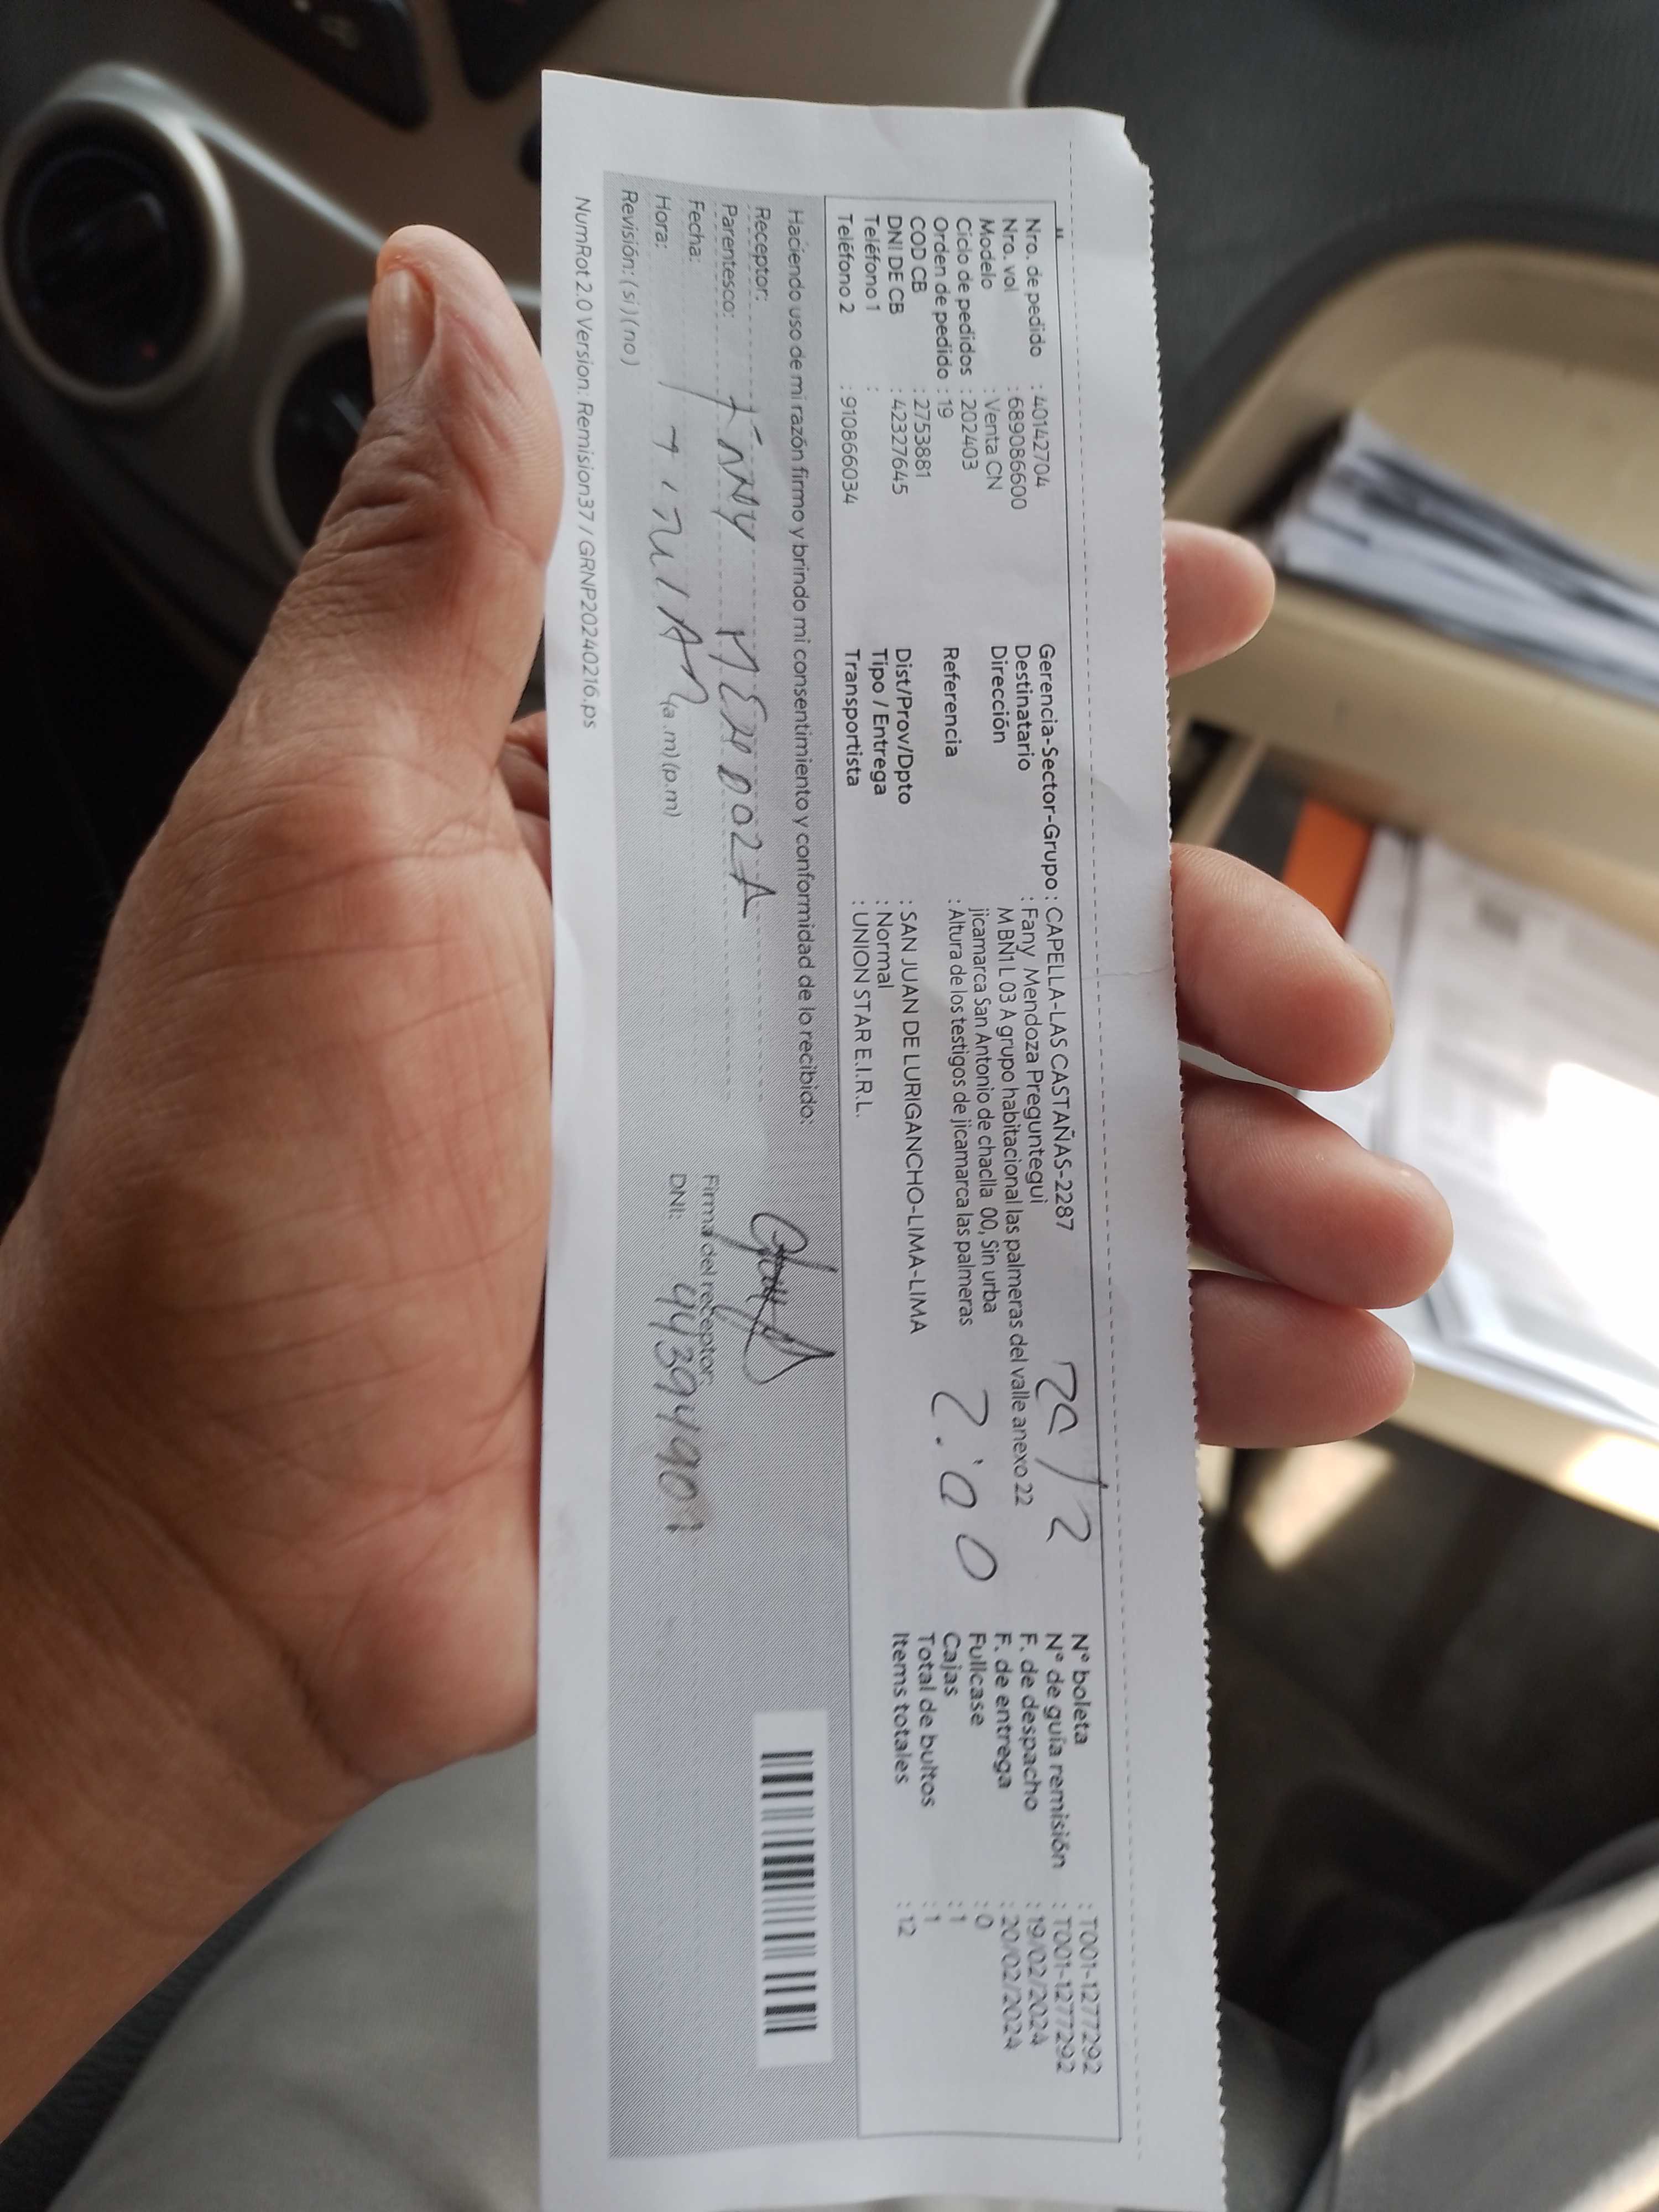 Nro. de pedido : 40142704
Nro. vol : 689086600
Modelo : Venta CN
Ciclo de pedidos : 202403
Orden de pedido : 19
COD CB : 2753881
DNI DE CB : 42327645
Teléfono 1 :
Teléfono 2 : 910866034
Gerencia-Sector-Grupo : CAPELLA-LAS CASTAÑAS-2287
Destinatario : Fany Mendoza Preguntegui
Dirección M BN1 L 03 A grupo habitacional las palmeras del valle anexo 22
jicamarca San Antonio de chaclla 00, Sin urba
Referencia : Altura de los testigos de jicamarca las palmeras
Dist/Prov/Dpto : SAN JUAN DE LURIGANCHO-LIMA-LIMA
Tipo / Entrega : Normal
Transportista : UNION STAR E.I.R.L.
2:00
N° boleta : T001-1277292
N° de guía remisión : T001-1277292
F. de despacho : 19/02/2024
F. de entrega : 20/02/2024
Fullcase : 0
Cajas : 1
Total de bultos : 1
Items totales : 12
Haciendo uso de mi razón firmo y brindo mi consentimiento y conformidad de lo recibido:
Receptor:
Parentesco: MENDOZA
Fecha:
Hora: (a.m) (p.m)
Revisión: (si) (no)
Firma del receptor
DNI:
NumRot 2.0 Version: Remision37 / GRNP20240216.ps